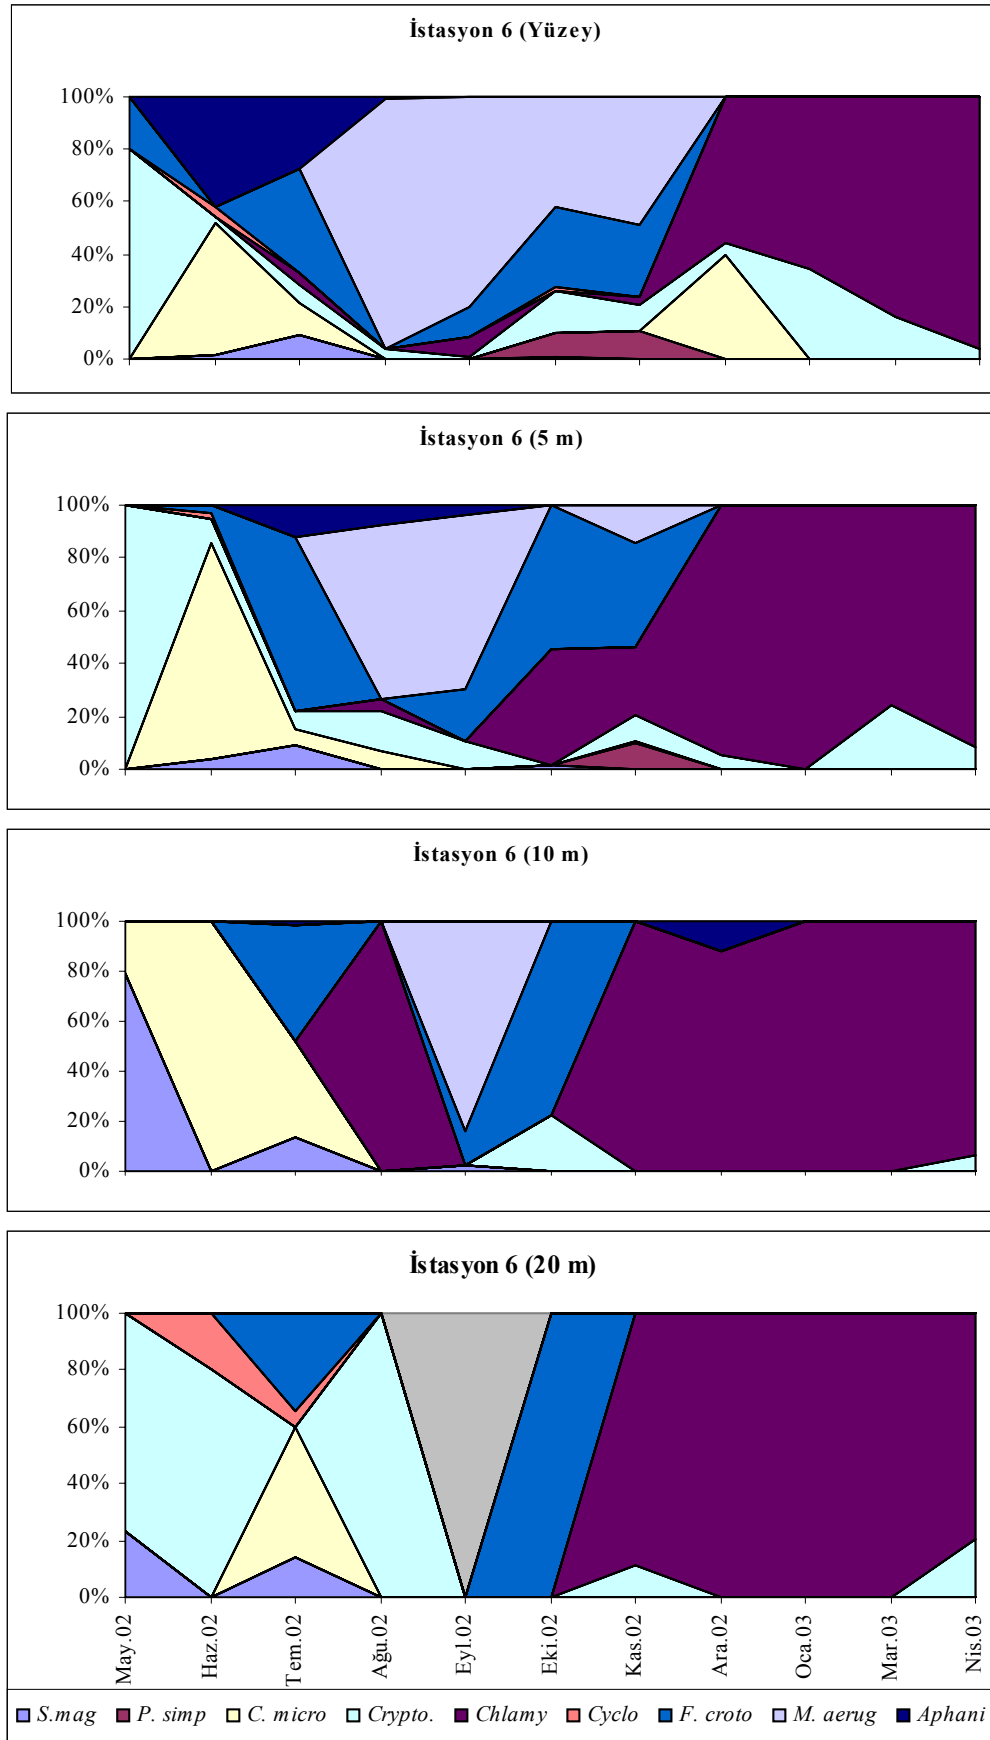 İstasyon 6 (Yüzey)
100%
80%
60%
40%
20%
0%
İstasyon 6 (5 m)
100%
80%
60%
40%
20%
0%
İstasyon 6 (10 m)
100%
80%
60%
40%
20%
0%
İstasyon 6 (20 m)
100%
80%
60%
40%
20%
0%
May.02
Haz.02
Tem.02
Ağu.02
Eyl.02
Eki.02
Kas.02
Ara.02
Oca.03
Mar.03
Nis.03
S.mag P. simp C. micro Crypto. Chlamy Cyclo F. croto M. aerug Aphani